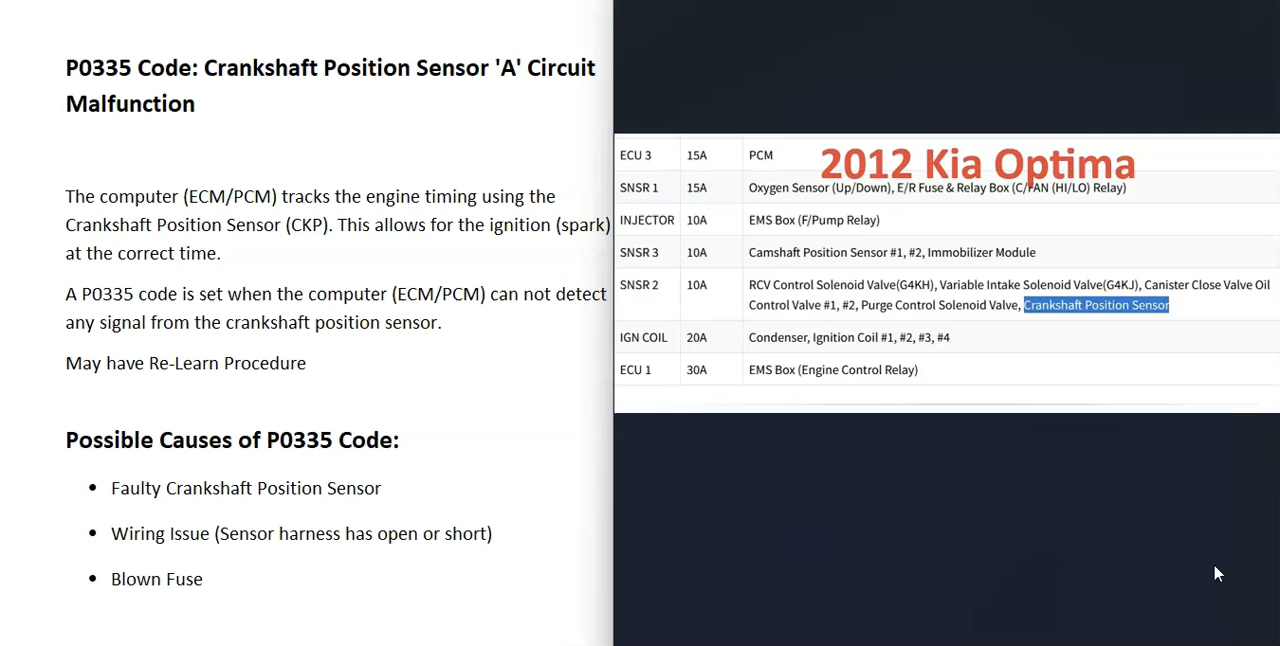 P0335 Code: Crankshaft Position Sensor 'A' Circuit
Malfunction
The computer (ECM/PCM) tracks the engine timing using the
Crankshaft Position Sensor (CKP). This allows for the ignition (spark)
at the correct time.
A P0335 code is set when the computer (ECM/PCM) can not detect
any signal from the crankshaft position sensor.
May have Re-Learn Procedure
Possible Causes of P0335 Code:
• Faulty Crankshaft Position Sensor
• Wiring Issue (Sensor harness has open or short)
• Blown Fuse
2012 Kia Optima
ECU 3 15A PCM
SNSR 1 15A Oxygen Sensor (Up/Down), E/R Fuse & Relay Box (C/FAN (HI/LO) Relay)
INJECTOR 10A EMS Box (F/Pump Relay)
SNSR 3 10A Camshaft Position Sensor #1, #2, Immobilizer Module
SNSR 2 10A RCV Control Solenoid Valve(G4KH), Variable Intake Solenoid Valve(G4KJ), Canister Close Valve Oil
Control Valve #1, #2, Purge Control Solenoid Valve, Crankshaft Position Sensor
IGN COIL 20A Condenser, Ignition Coil #1, #2, #3, #4
ECU 1 30A EMS Box (Engine Control Relay)